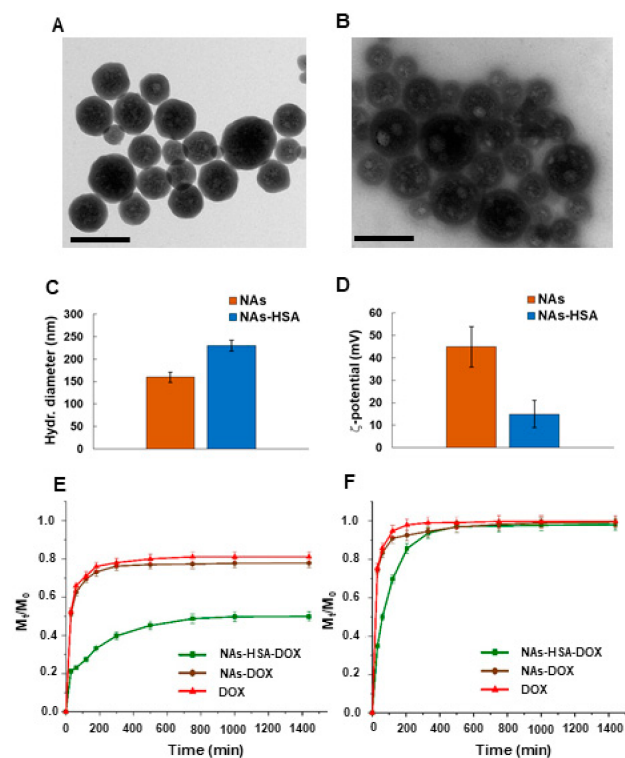 A
B
C
NAs
NAs-HSA
Hydr. diameter (nm)
300
250
200
150
100
50
0
D
NAs
NAs-HSA
ζ-potential (mV)
60
50
40
30
20
10
0
E
Mt/M0
1.0
0.8
0.6
0.4
0.2
0.0
NAs-HSA-DOX
NAs-DOX
DOX
0 200 400 600 800 1000 1200 1400
Time (min)
F
Mt/M0
1.0
0.8
0.6
0.4
0.2
0.0
NAs-HSA-DOX
NAs-DOX
DOX
0 200 400 600 800 1000 1200 1400
Time (min)